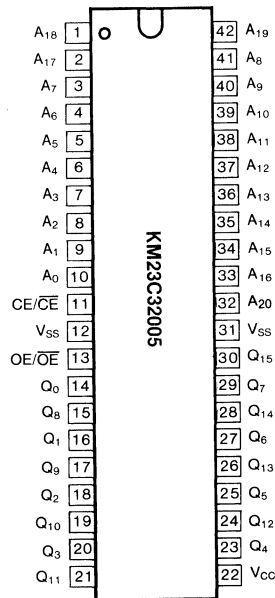 A18 1 42 A19
A17 2 41 A8
A7 3 40 A9
A6 4 39 A10
A5 5 38 A11
A4 6 37 A12
A3 7 36 A13
A2 8 35 A14
A1 9 34 A15
A0 10 33 A16
CE/C̅E̅ 11 32 A20
VSS 12 31 VSS
OE/O̅E̅ 13 30 Q15
Q0 14 29 Q7
Q8 15 28 Q14
Q1 16 27 Q6
Q9 17 26 Q13
Q2 18 25 Q5
Q10 19 24 Q12
Q3 20 23 Q4
Q11 21 22 VCC
KM23C32005